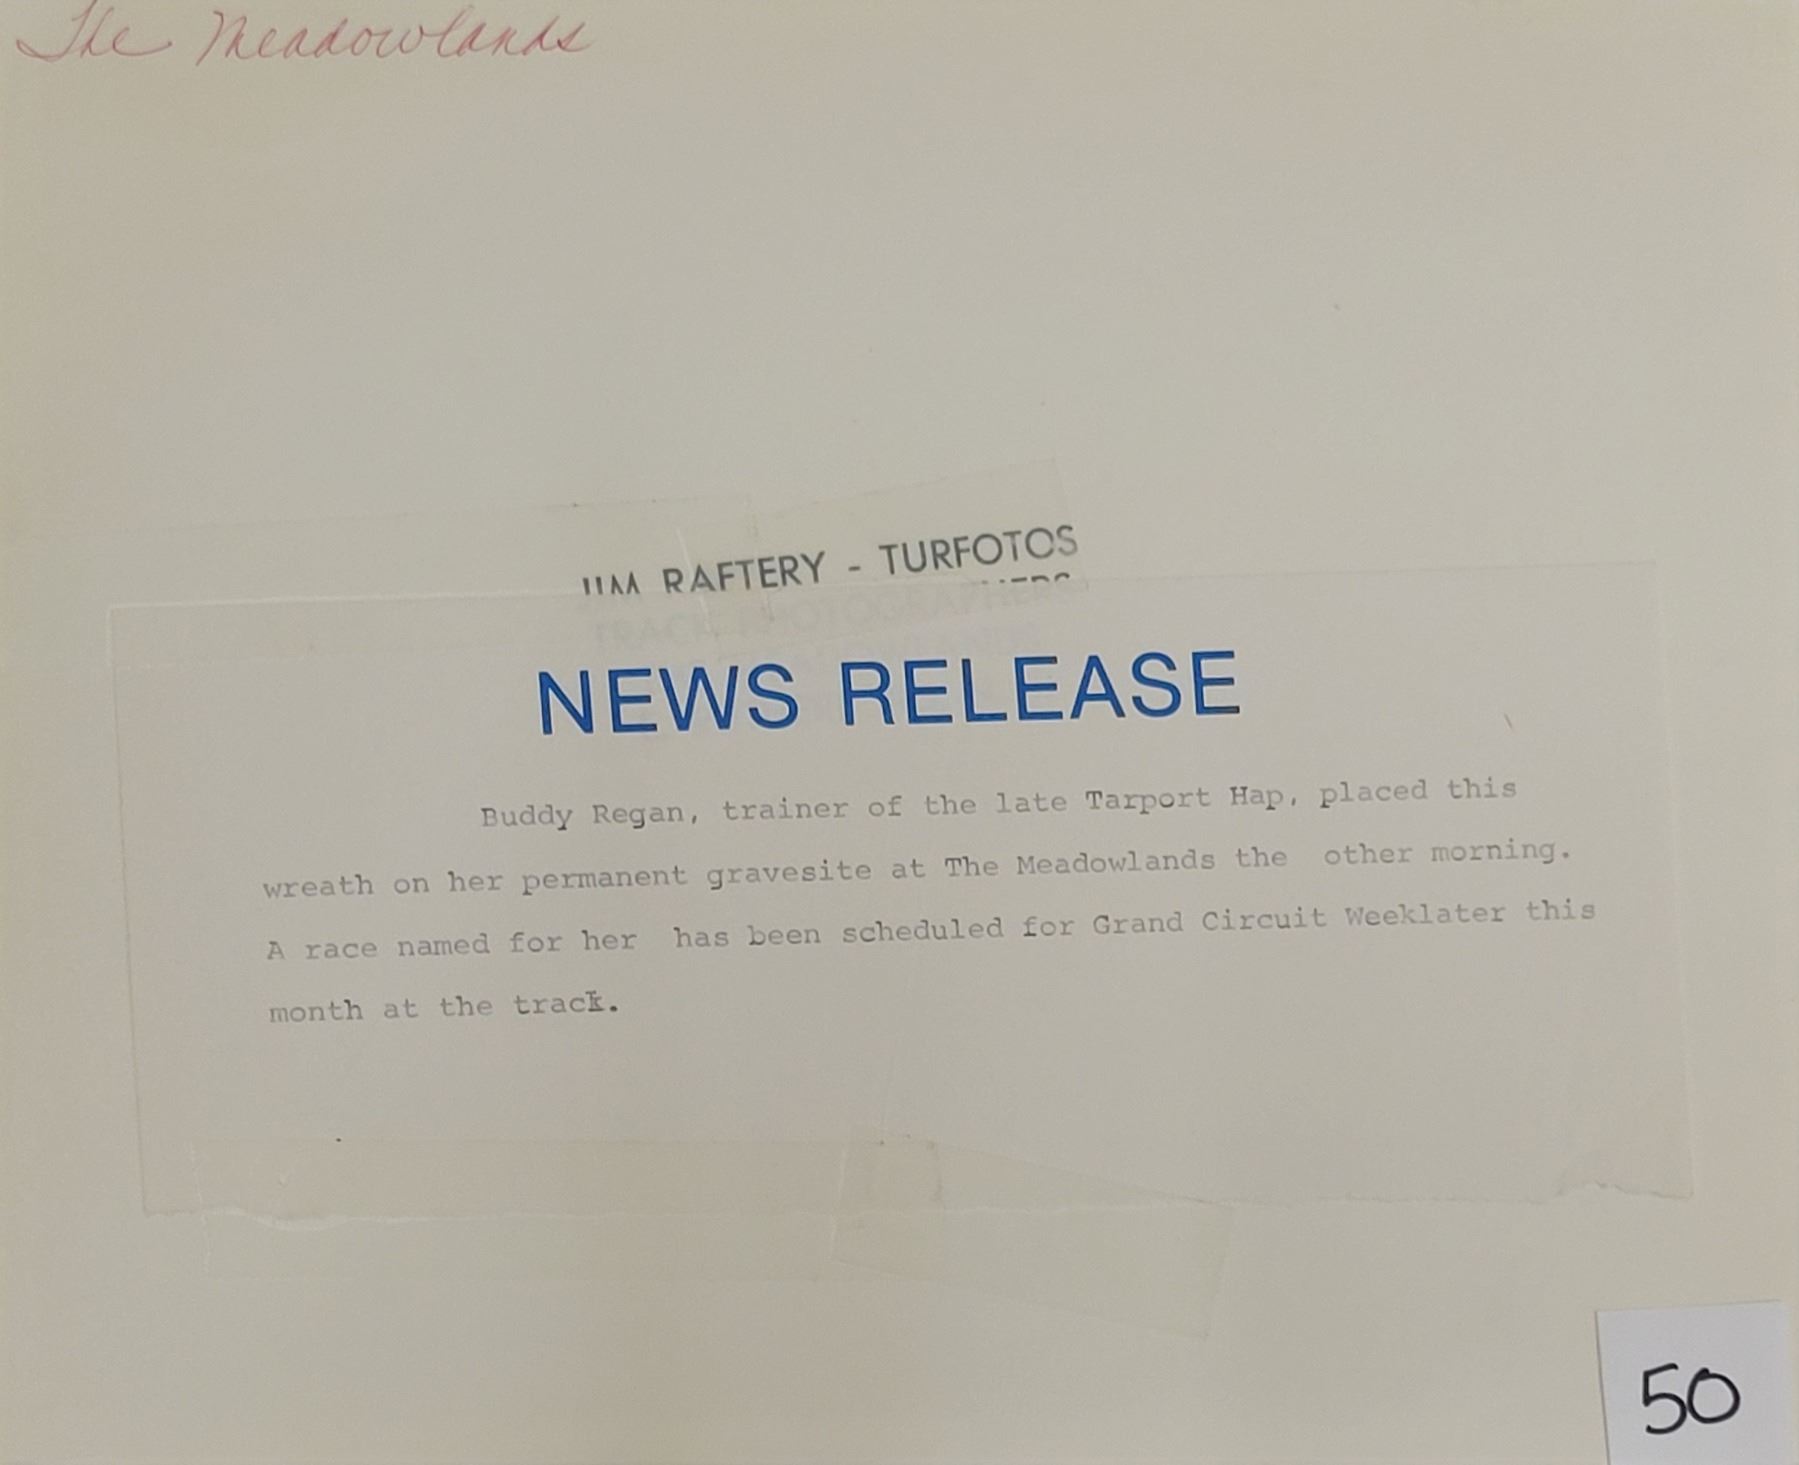 The Meadowlands
JIM RAFTERY - TURFOTOS
TRACK PHOTOGRAPHERS
NEWS RELEASE
Buddy Regan, trainer of the late Tarport Hap, placed this
wreath on her permanent gravesite at The Meadowlands the other morning.
A race named for her has been scheduled for Grand Circuit Weeklater this
month at the track.
50